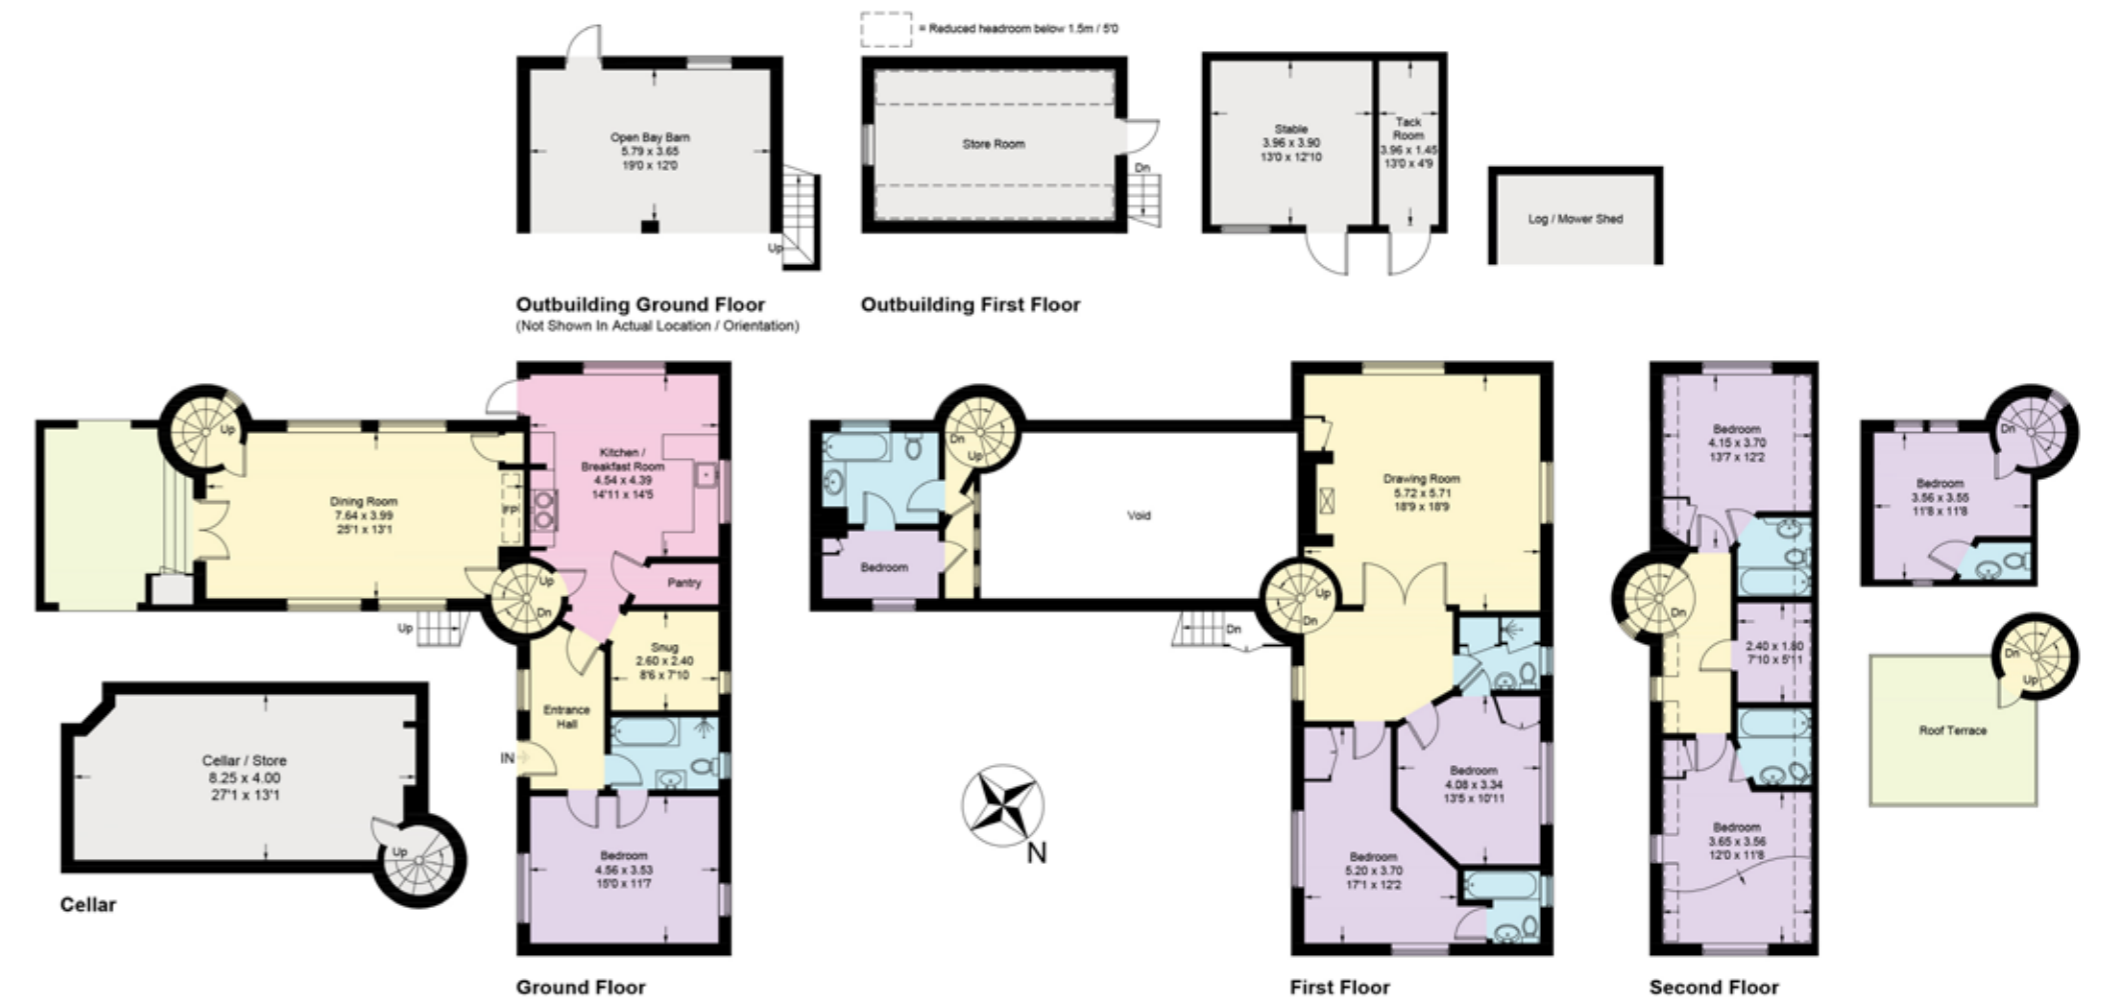 = Reduced headroom below 1.5m / 5'0
Open Bay Barn
5.79 x 3.65
19'0 x 12'0
Up
Store Room
Dn
Stable
3.96 x 3.90
13'0 x 12'10
Tack
Room
3.96 x 1.45
13'0 x 4'9
Log / Mower Shed
Outbuilding Ground Floor
(Not Shown In Actual Location / Orientation)
Outbuilding First Floor
Up
Dining Room
7.64 x 3.99
25'1 x 13'1
Kitchen /
Breakfast Room
4.54 x 4.39
14'11 x 14'5
Pantry
Up
Dn
Up
Snug
2.60 x 2.40
8'6 x 7'10
Entrance
Hall
IN
Bedroom
4.56 x 3.53
15'0 x 11'7
Ground Floor
Cellar / Store
8.25 x 4.00
27'1 x 13'1
Up
Cellar
Dn
Up
Bedroom
Void
Drawing Room
5.72 x 5.71
18'9 x 18'9
Up
Dn
Dn
Bedroom
4.08 x 3.34
13'5 x 10'11
Bedroom
5.20 x 3.70
17'1 x 12'2
First Floor
N
Bedroom
4.15 x 3.70
13'7 x 12'2
Dn
2.40 x 1.80
7'10 x 5'11
Bedroom
3.65 x 3.56
12'0 x 11'8
Second Floor
Dn
Bedroom
3.56 x 3.55
11'8 x 11'8
Dn
Up
Roof Terrace